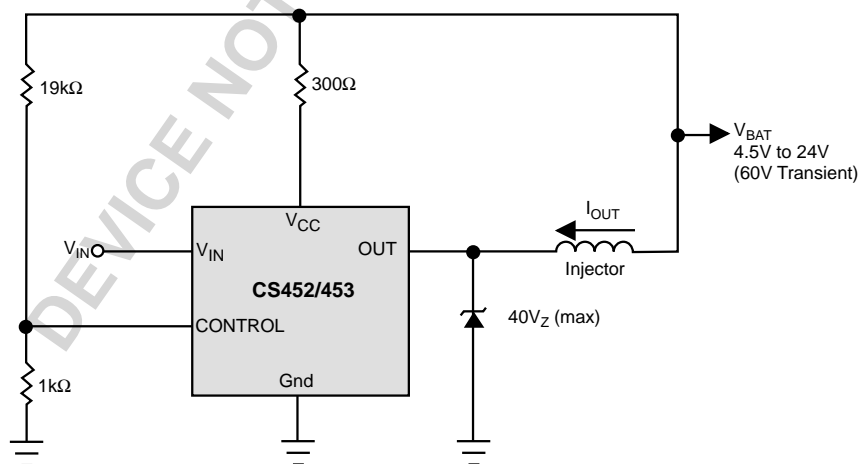 DEVICE NOT
19kΩ
300Ω
V_BAT
4.5V to 24V
(60V Transient)
I_OUT
V_CC
V_IN
V_IN
OUT
Injector
CS452/453
40V_Z (max)
CONTROL
1kΩ
Gnd